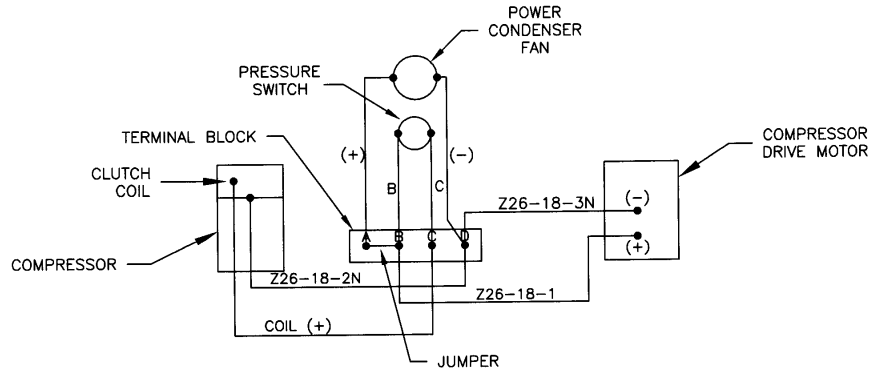 POWER
CONDENSER
FAN
PRESSURE
SWITCH
TERMINAL BLOCK
(+)
(-)
COMPRESSOR
DRIVE MOTOR
CLUTCH
COIL
B
C
Z26-18-3N
(-)
(+)
A
B
C
D
COMPRESSOR
Z26-18-2N
Z26-18-1
COIL (+)
JUMPER